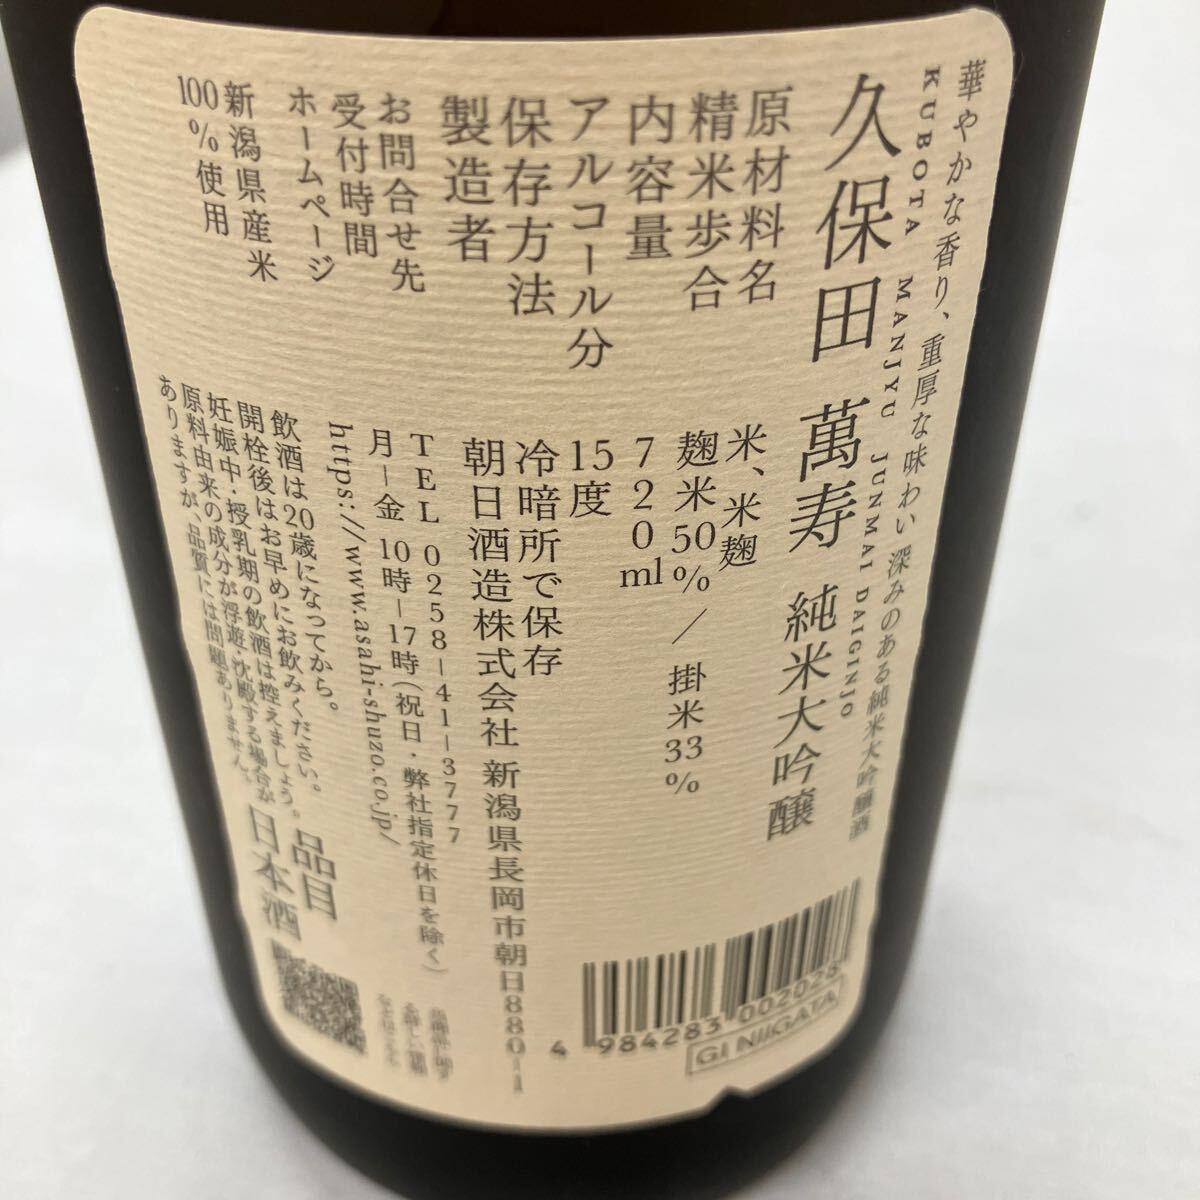 華やかな香り、重厚な味わい 深みのある純米大吟醸酒
KUBOTA MANJYU JUNMAI DAIGINJO
久保田 萬寿 純米大吟醸
原材料名 米、米麹
精米歩合 麹米50%／掛米33%
内容量 720ml
アルコール分 15度
保存方法 冷暗所で保存
製造者 朝日酒造株式会社 新潟県長岡市朝日880-1
お問合せ先 TEL 0258-41-3777
受付時間 月-金 10時-17時(祝日・弊社指定休日を除く)
ホームページ https://www.asahi-shuzo.co.jp/
新潟県産米
100%使用
飲酒は20歳になってから。
開栓後はお早めにお飲みください。
妊娠中・授乳期の飲酒は控えましょう。
原料由来の成分が浮遊・沈殿する場合が
ありますが、品質には問題ありません。
品目
日本酒
4 984283 002028
GI NIIGATA